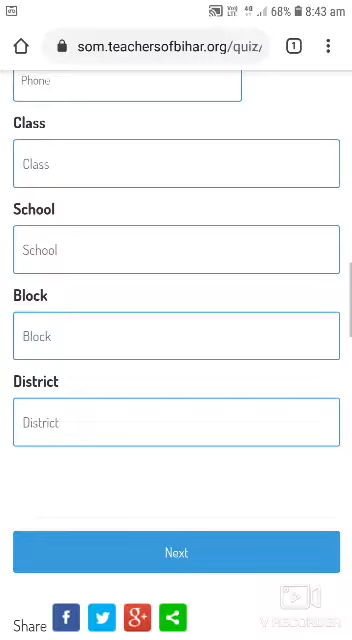 68% 8:43 am
som.teachersofbihar.org/quiz/ 1
Phone
Class
Class
School
School
Block
Block
District
District
Next
Share
V RECORDER